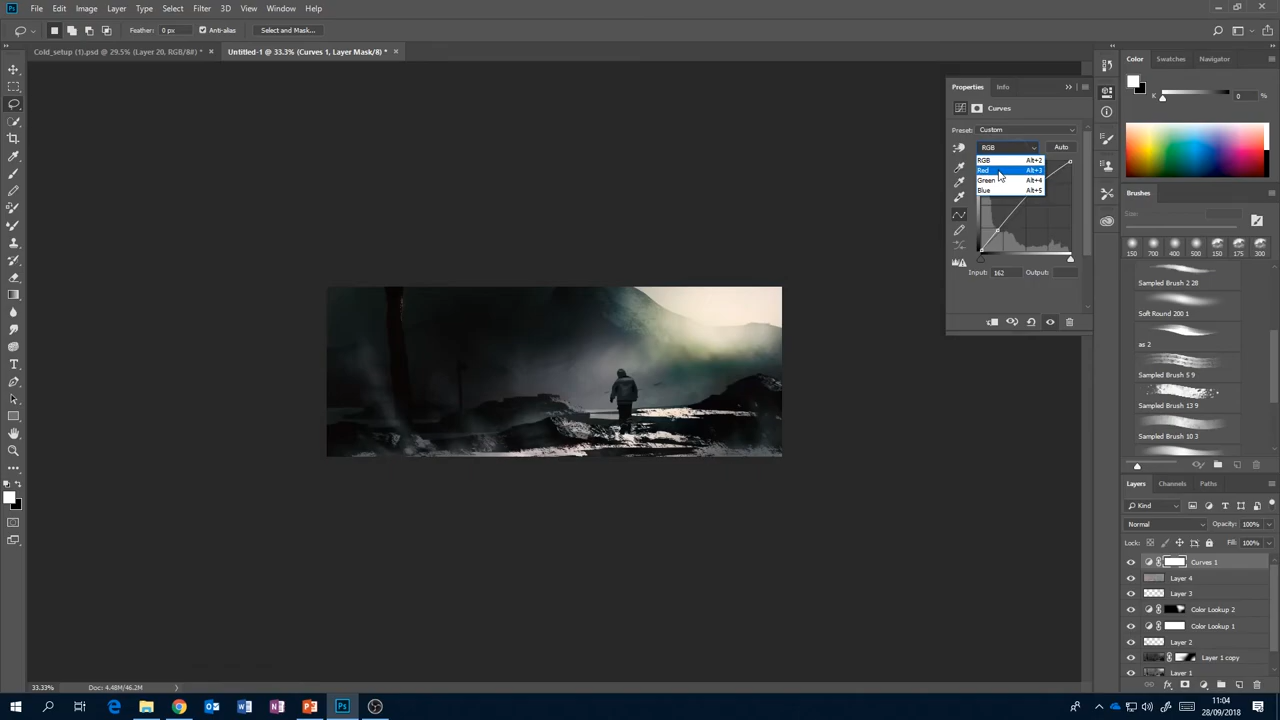 Ps File Edit Image Layer Type Select Filter 3D View Window Help
Feather: 0 px Anti-alias Select and Mask...
Cold_setup (1).psd @ 29.5% (Layer 20, RGB/8#) * × Untitled-1 @ 33.3% (Curves 1, Layer Mask/8) * ×
Properties Info
Curves
Preset: Custom
RGB Auto
RGB Alt+2
Red Alt+3
Green Alt+4
Blue Alt+5
Input: 162 Output:
Color Swatches Navigator
K 0 %
Brushes
Size:
150 700 400 500 150 175 300
Sampled Brush 2 28
Soft Round 200 1
as 2
Sampled Brush 5 9
Sampled Brush 13 9
Sampled Brush 10 3
Layers Channels Paths
Kind
Normal Opacity: 100%
Lock: Fill: 100%
Curves 1
Layer 4
Layer 3
Color Lookup 2
Color Lookup 1
Layer 2
Layer 1 copy
Layer 1
33.33% Doc: 4.48M/46.2M
11:04
28/09/2018